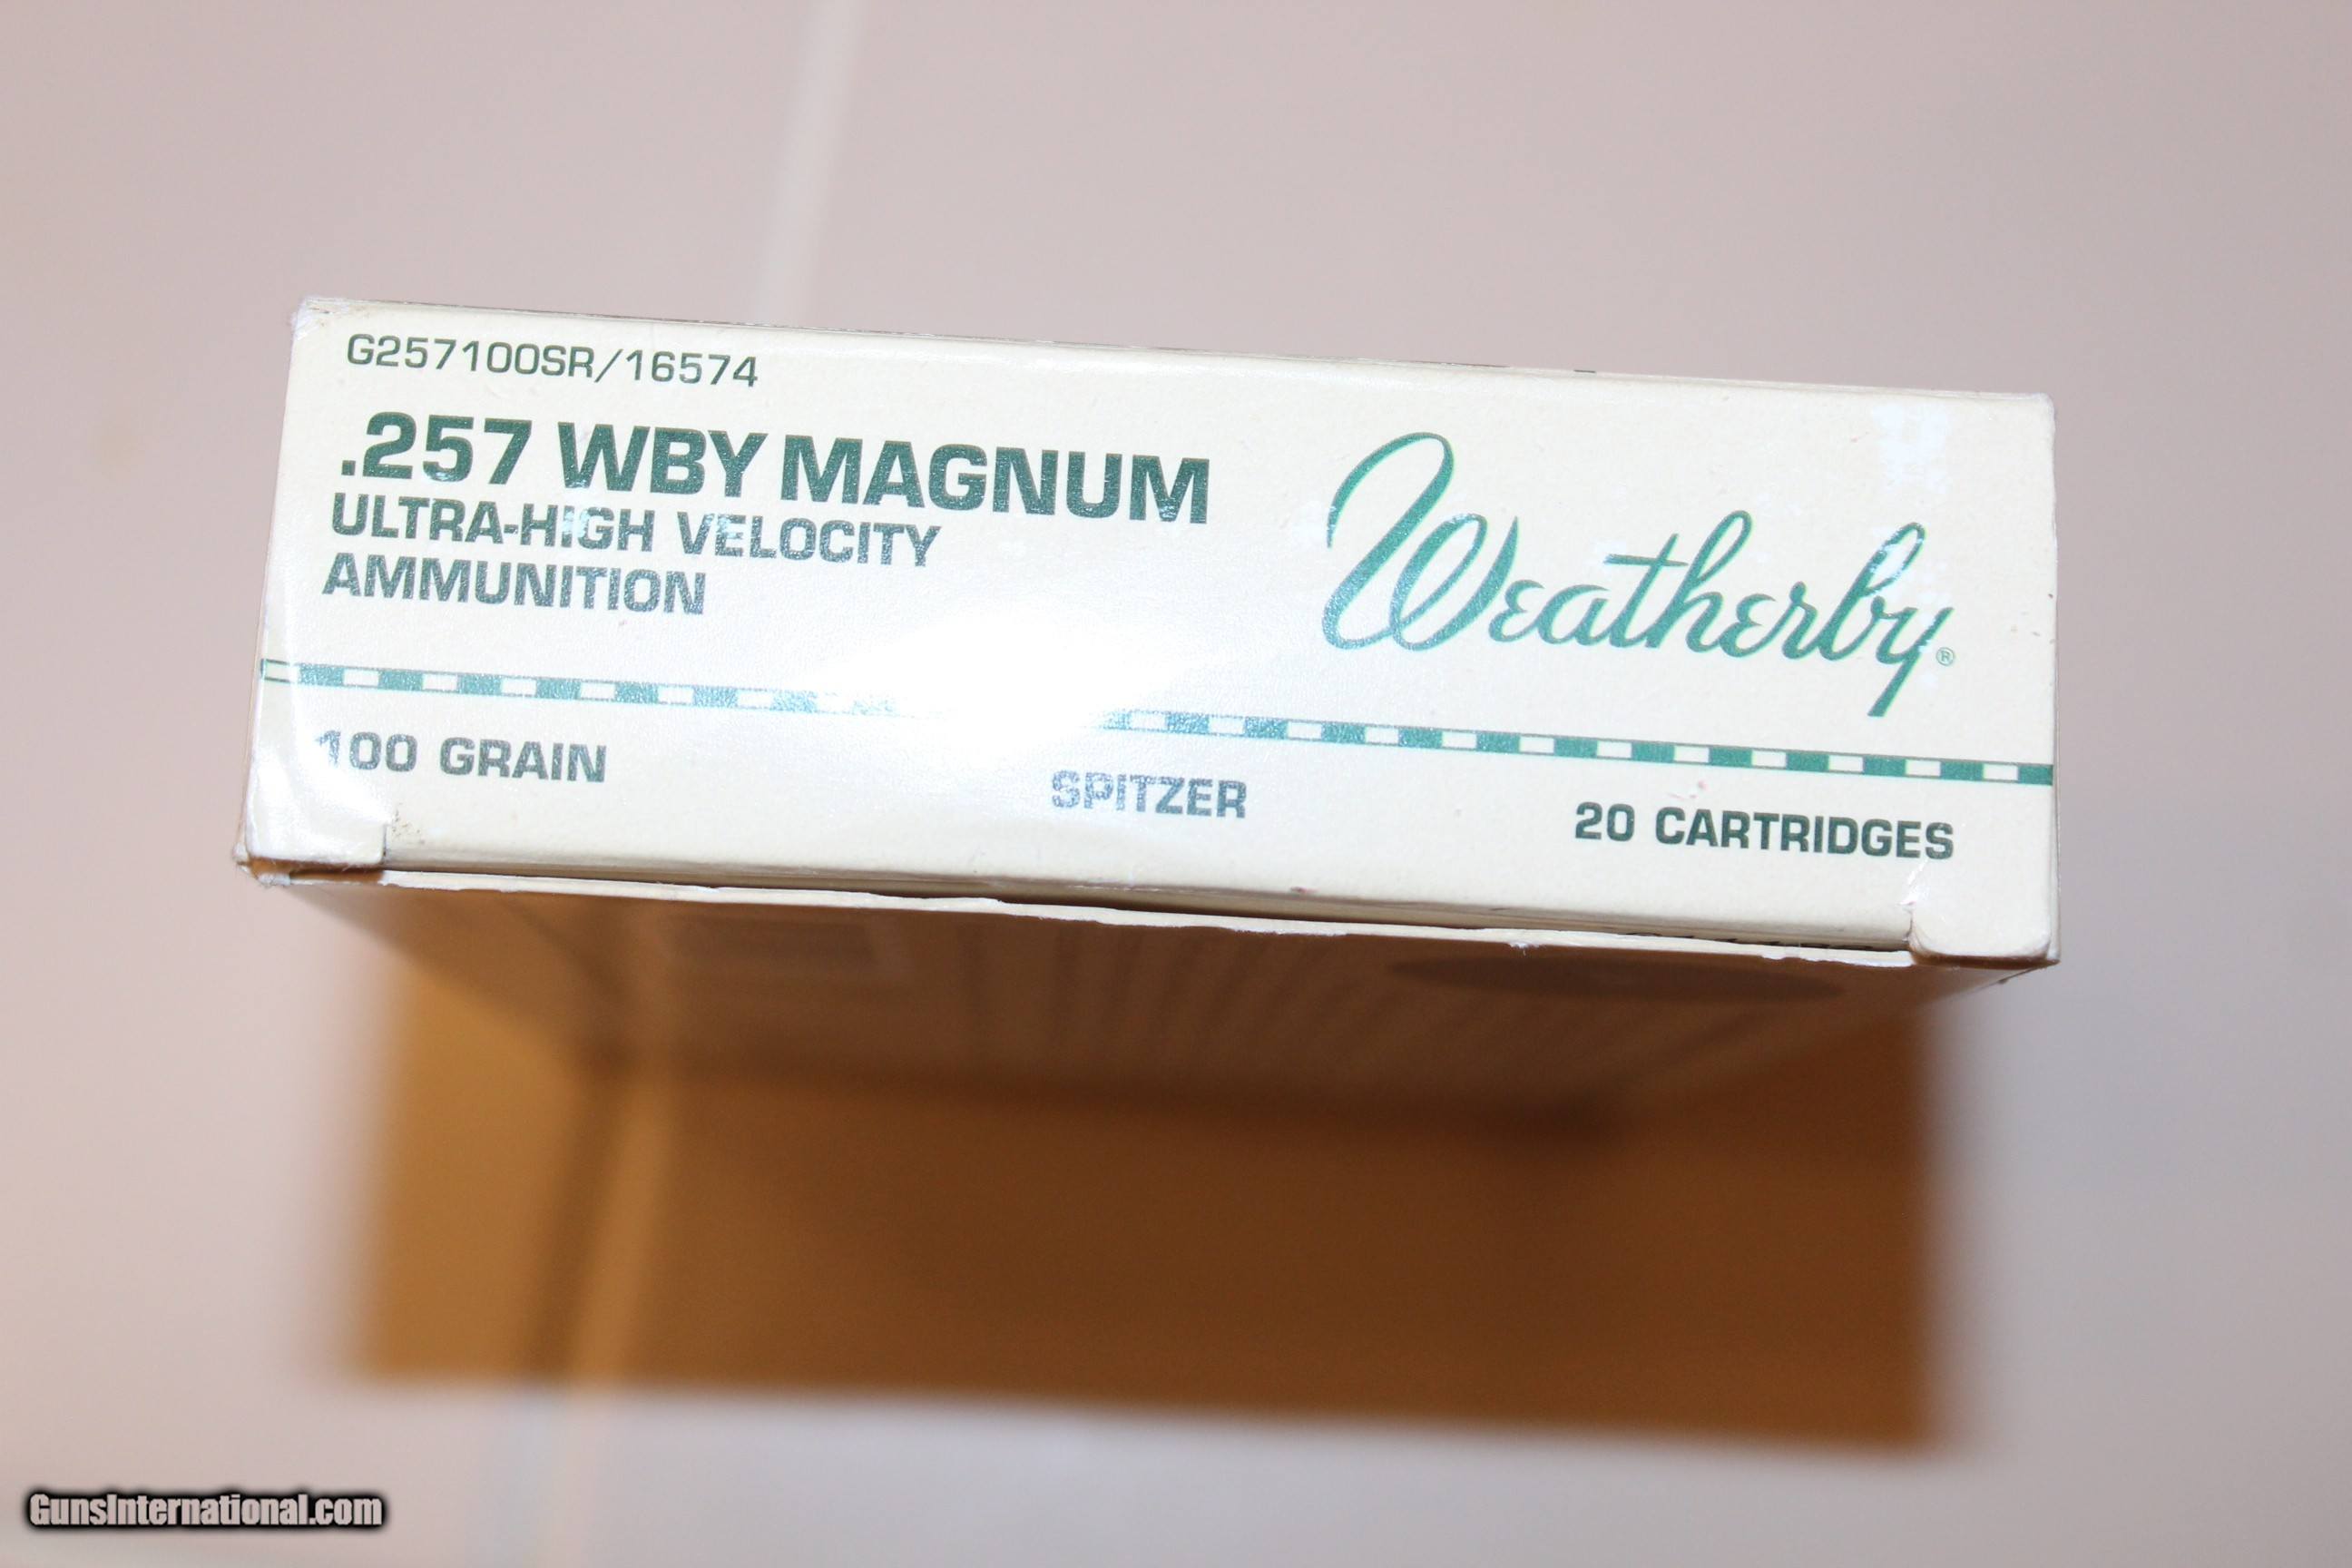 G257100SR/16574
.257 WBY MAGNUM
ULTRA-HIGH VELOCITY
AMMUNITION
Weatherby®
100 GRAIN
SPITZER
20 CARTRIDGES
GunsInternational.com